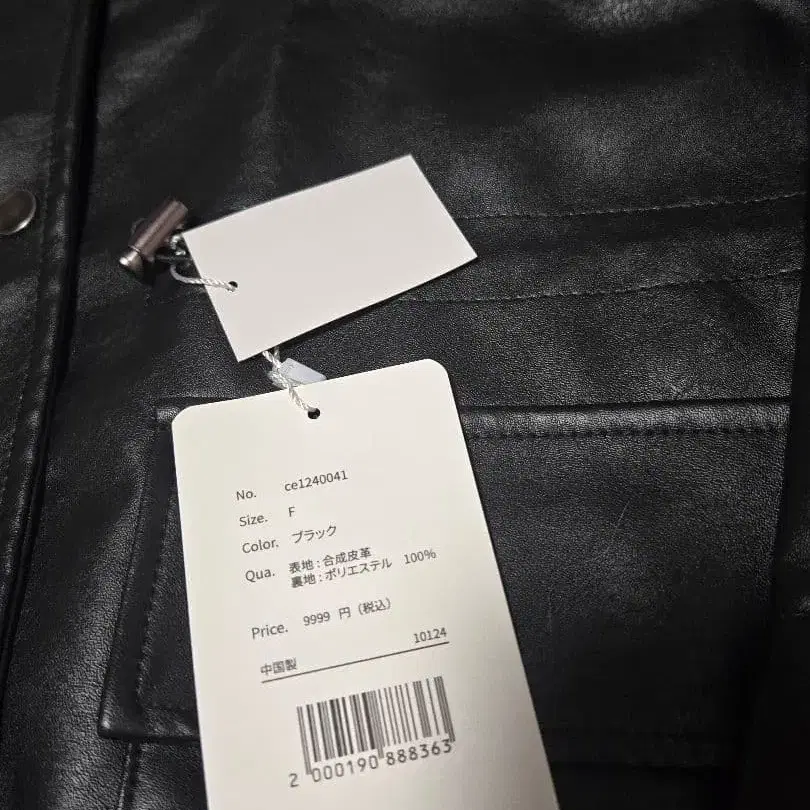 No. ce1240041
Size. F
Color. ブラック
Qua. 表地:合成皮革
裏地:ポリエステル 100%
Price. 9999 円(税込)
中国製 10124
2 000190 888363